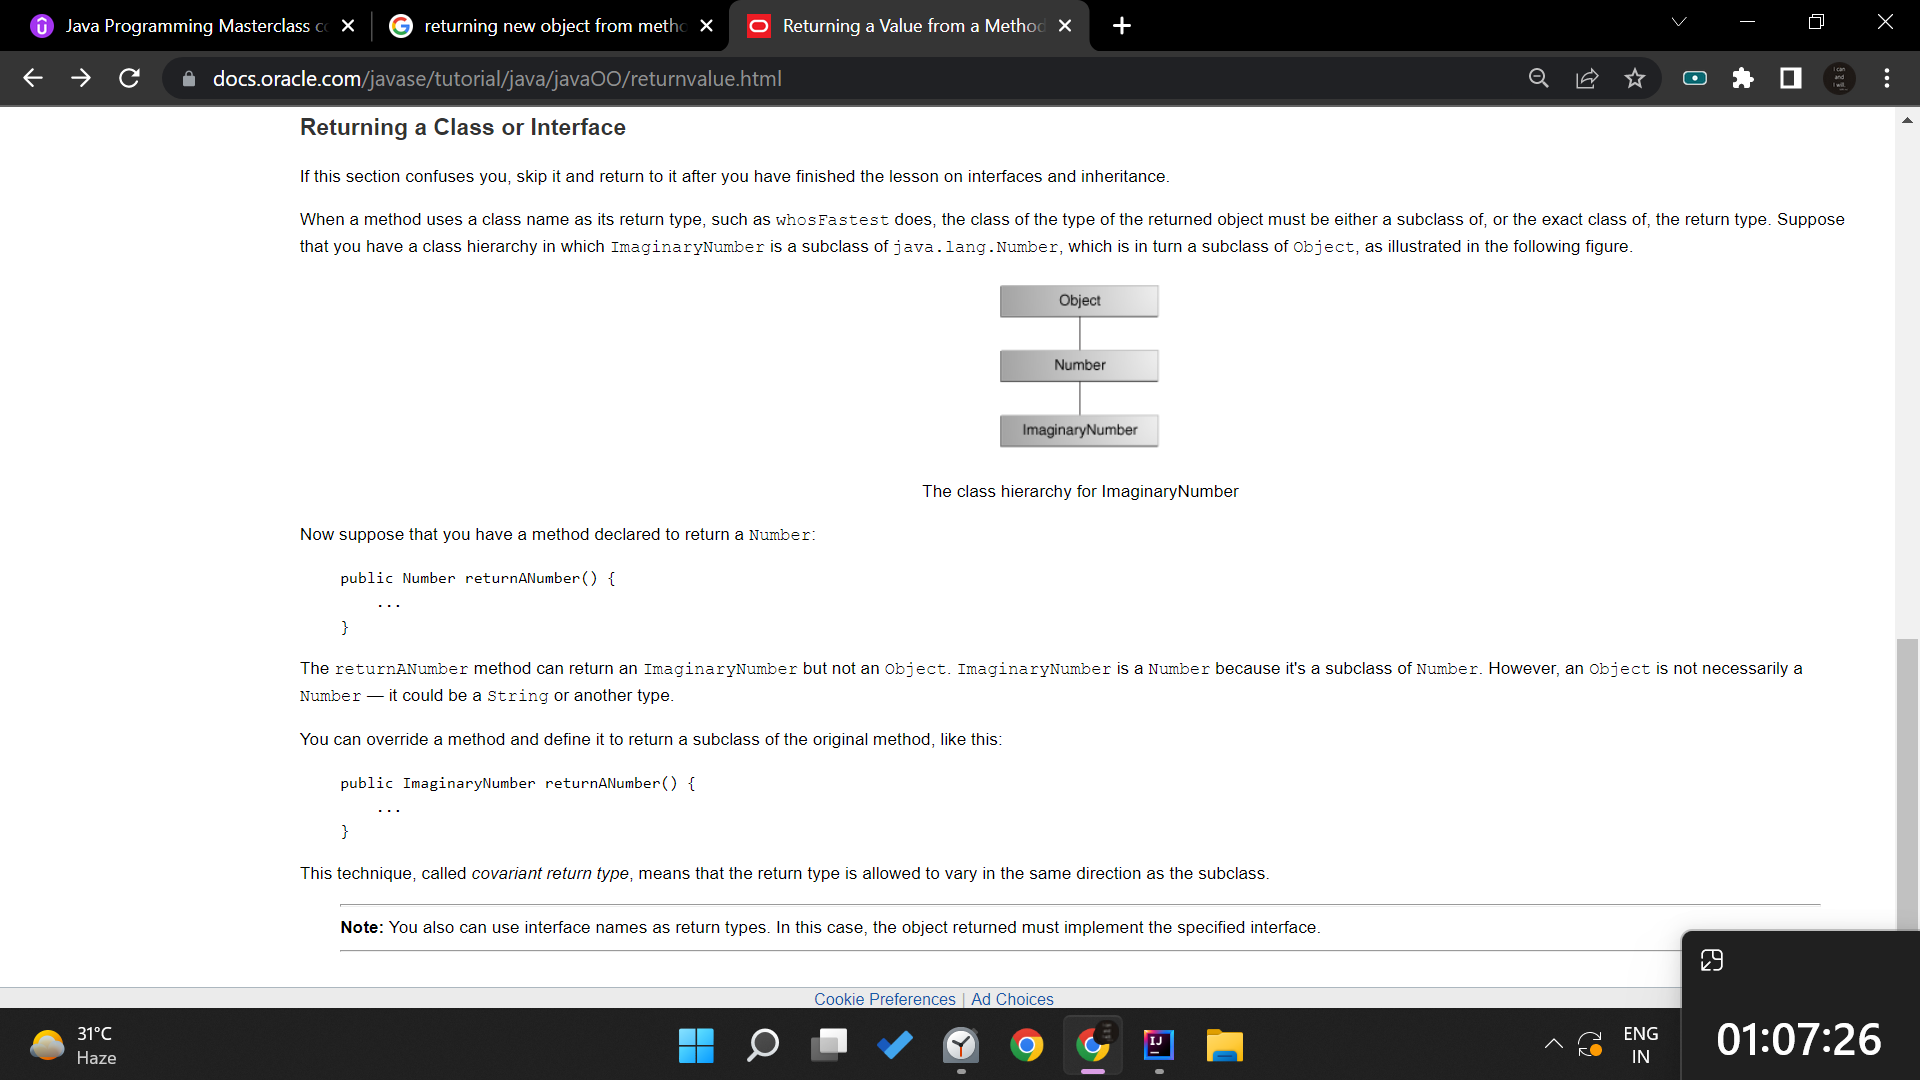 Java Programming Masterclass co
returning new object from metho
Returning a Value from a Method
docs.oracle.com/javase/tutorial/java/javaOO/returnvalue.html
I can
and
I will.
Returning a Class or Interface
If this section confuses you, skip it and return to it after you have finished the lesson on interfaces and inheritance.
When a method uses a class name as its return type, such as whosFastest does, the class of the type of the returned object must be either a subclass of, or the exact class of, the return type. Suppose
that you have a class hierarchy in which ImaginaryNumber is a subclass of java.lang.Number, which is in turn a subclass of Object, as illustrated in the following figure.
Object
Number
ImaginaryNumber
The class hierarchy for ImaginaryNumber
Now suppose that you have a method declared to return a Number:
public Number returnANumber() {
...
}
The returnANumber method can return an ImaginaryNumber but not an Object. ImaginaryNumber is a Number because it's a subclass of Number. However, an Object is not necessarily a
Number — it could be a String or another type.
You can override a method and define it to return a subclass of the original method, like this:
public ImaginaryNumber returnANumber() {
...
}
This technique, called covariant return type, means that the return type is allowed to vary in the same direction as the subclass.
Note: You also can use interface names as return types. In this case, the object returned must implement the specified interface.
Cookie Preferences | Ad Choices
31°C
Haze
IJ
ENG
IN
01:07:26